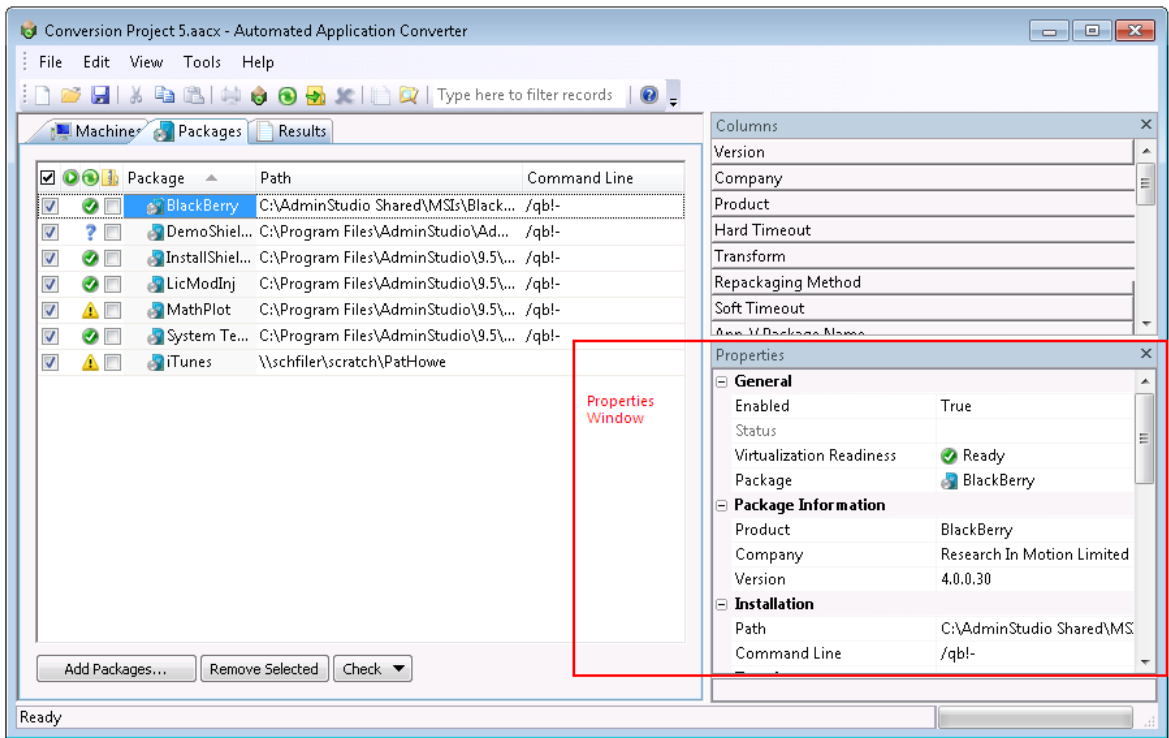 Conversion Project 5.aacx - Automated Application Converter
File Edit View Tools Help
Type here to filter records
Machines Packages Results
Package Path Command Line
BlackBerry C:\AdminStudio Shared\MSIs\Black... /qb!-
DemoShiel... C:\Program Files\AdminStudio\Ad... /qb!-
InstallShiel... C:\Program Files\AdminStudio\9.5\... /qb!-
LicModInj C:\Program Files\AdminStudio\9.5\... /qb!-
MathPlot C:\Program Files\AdminStudio\9.5\... /qb!-
System Te... C:\Program Files\AdminStudio\9.5\... /qb!-
iTunes \\schfiler\scratch\PatHowe
Add Packages... Remove Selected Check
Columns
Version
Company
Product
Hard Timeout
Transform
Repackaging Method
Soft Timeout
App-V Package Name
Properties
Window
Properties
General
Enabled True
Status
Virtualization Readiness Ready
Package BlackBerry
Package Information
Product BlackBerry
Company Research In Motion Limited
Version 4.0.0.30
Installation
Path C:\AdminStudio Shared\MS
Command Line /qb!-
Ready